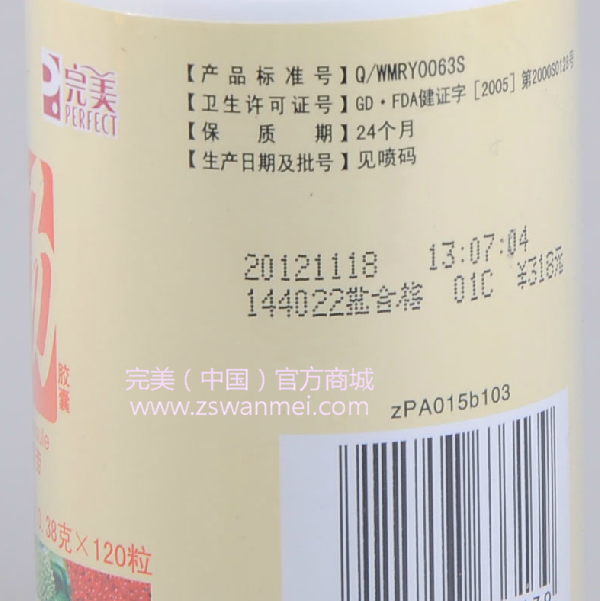 完美
PERFECT
【产品标准号】Q/WMRY0063S
【卫生许可证号】GD·FDA健证字[2005]第2000S0128号
【保 质 期】24个月
【生产日期及批号】见喷码
20121118 13:07:04
144022批合格 01C ¥318元
胶囊
完美(中国)官方商城
www.zswanmei.com
zPA015b103
0.38克×120粒